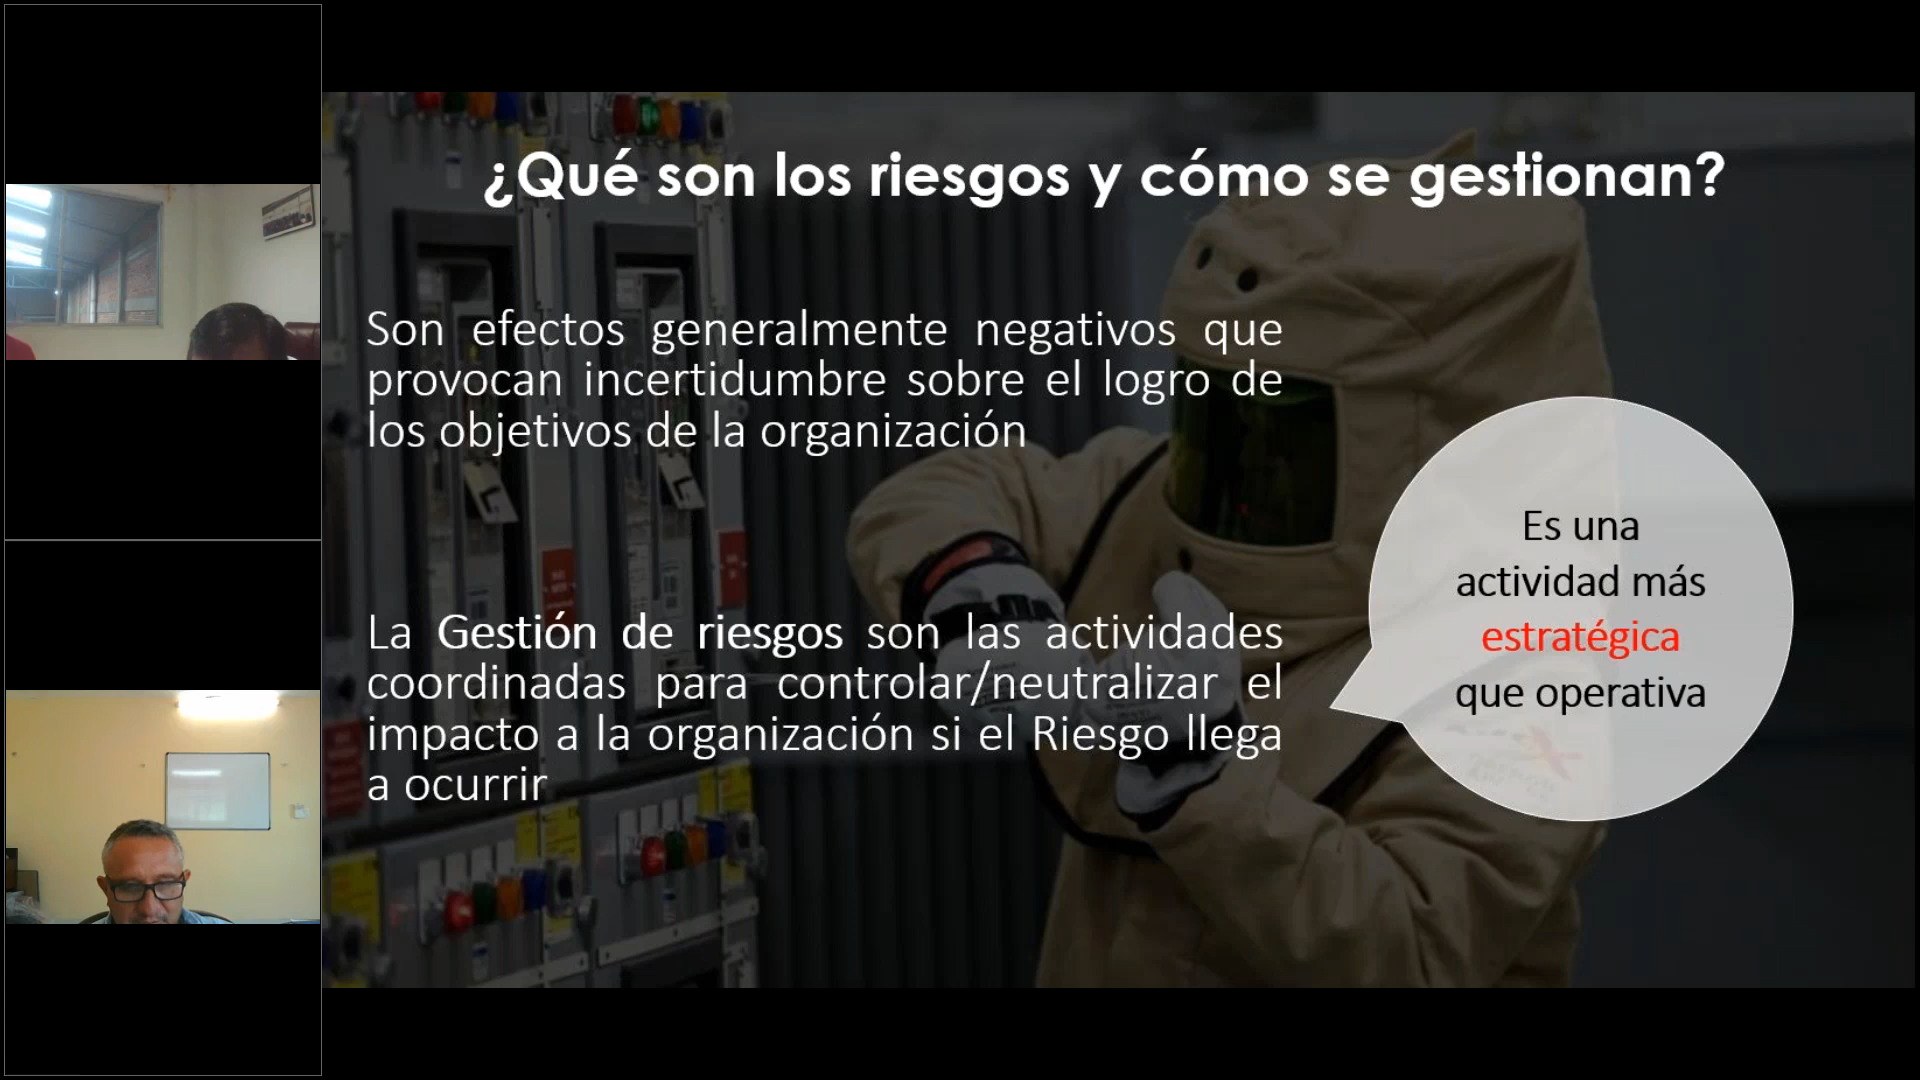 ¿Qué son los riesgos y cómo se gestionan?
Son efectos generalmente negativos que
provocan incertidumbre sobre el logro de
los objetivos de la organización
La Gestión de riesgos son las actividades
coordinadas para controlar/neutralizar el
impacto a la organización si el Riesgo llega
a ocurrir
Es una
actividad más
estratégica
que operativa